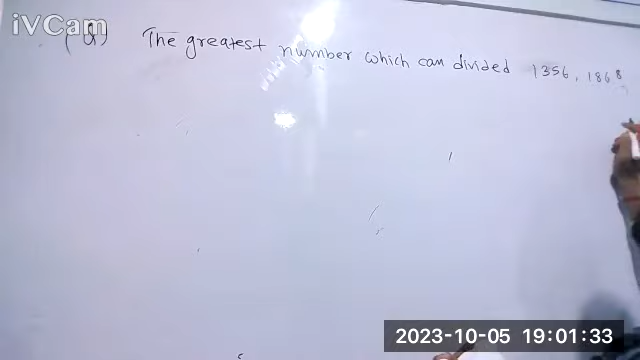 iVCam
(Q) The greatest number which can divided 1356, 1868
2023-10-05 19:01:33